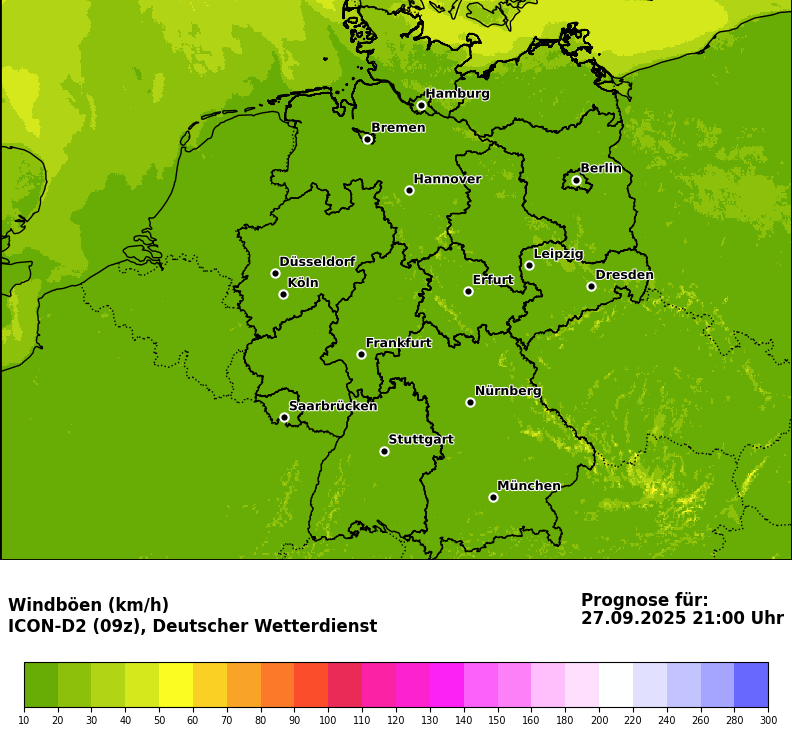 Hamburg
Bremen
Berlin
Hannover
Leipzig
Düsseldorf
Dresden
Köln
Erfurt
Frankfurt
Nürnberg
Saarbrücken
Stuttgart
München
Windböen (km/h)
ICON-D2 (09z), Deutscher Wetterdienst
Prognose für:
27.09.2025 21:00 Uhr
10 20 30 40 50 60 70 80 90 100 110 120 130 140 150 160 180 200 220 240 260 280 300